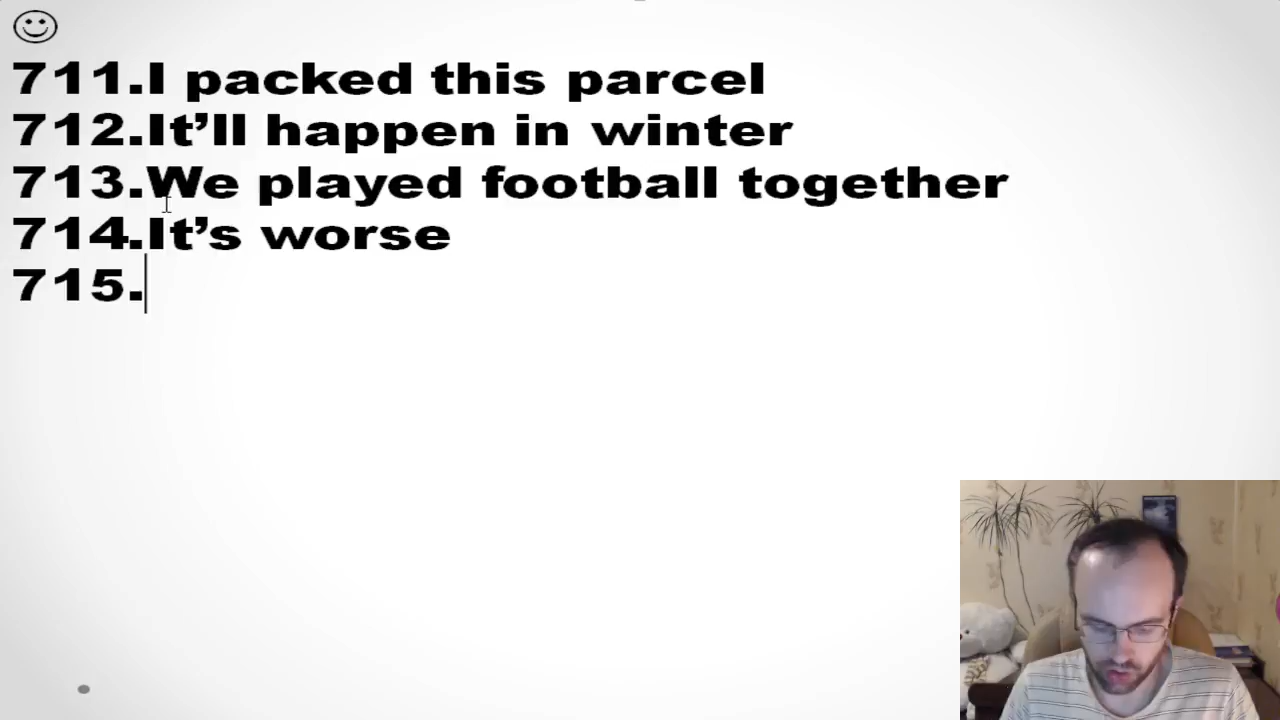 711.I packed this parcel
712.It’ll happen in winter
713.We played football together
714.It’s worse
715.